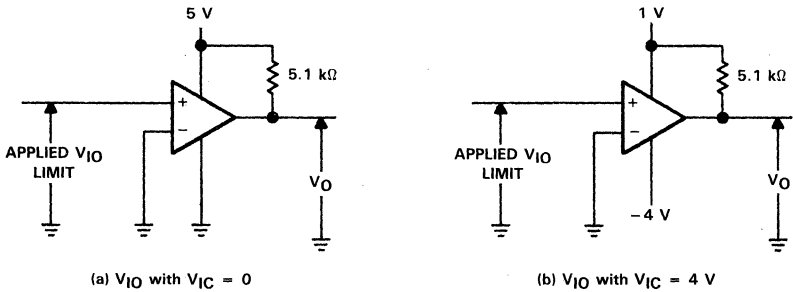 5 V
5.1 kΩ
+
−
APPLIED VIO
LIMIT
VO
(a) VIO with VIC = 0
1 V
5.1 kΩ
+
−
APPLIED VIO
LIMIT
−4 V
VO
(b) VIO with VIC = 4 V